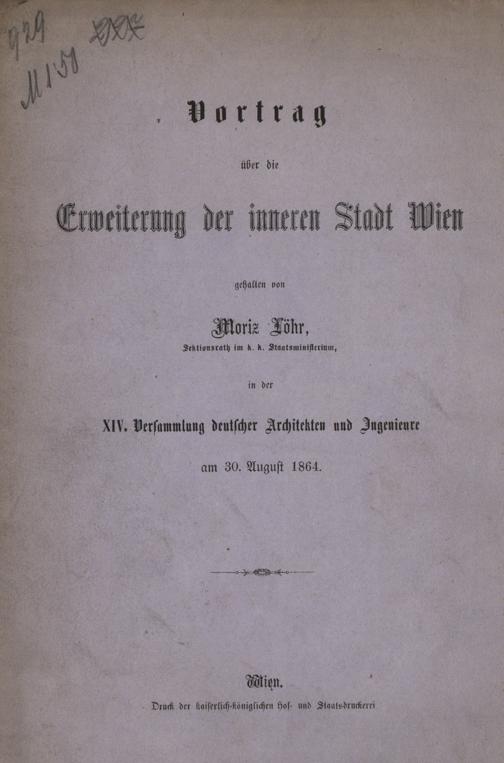 929
M 150
Vortrag
über die
Erweiterung der inneren Stadt Wien
gehalten von
Moriz Löhr,
Sektionsrath im k. k. Staatsministerium,
in der
XIV. Versammlung deutscher Architekten und Ingenieure
am 30. August 1864.
Wien.
Druck der kaiserlich-königlichen Hof- und Staatsdruckerei